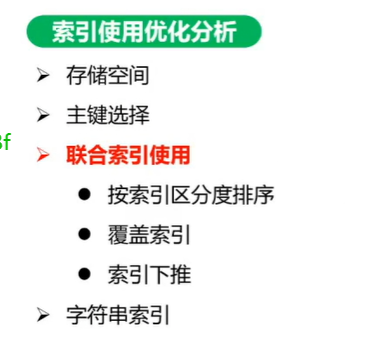 索引使用优化分析
存储空间
主键选择
联合索引使用
按索引区分度排序
覆盖索引
索引下推
字符串索引